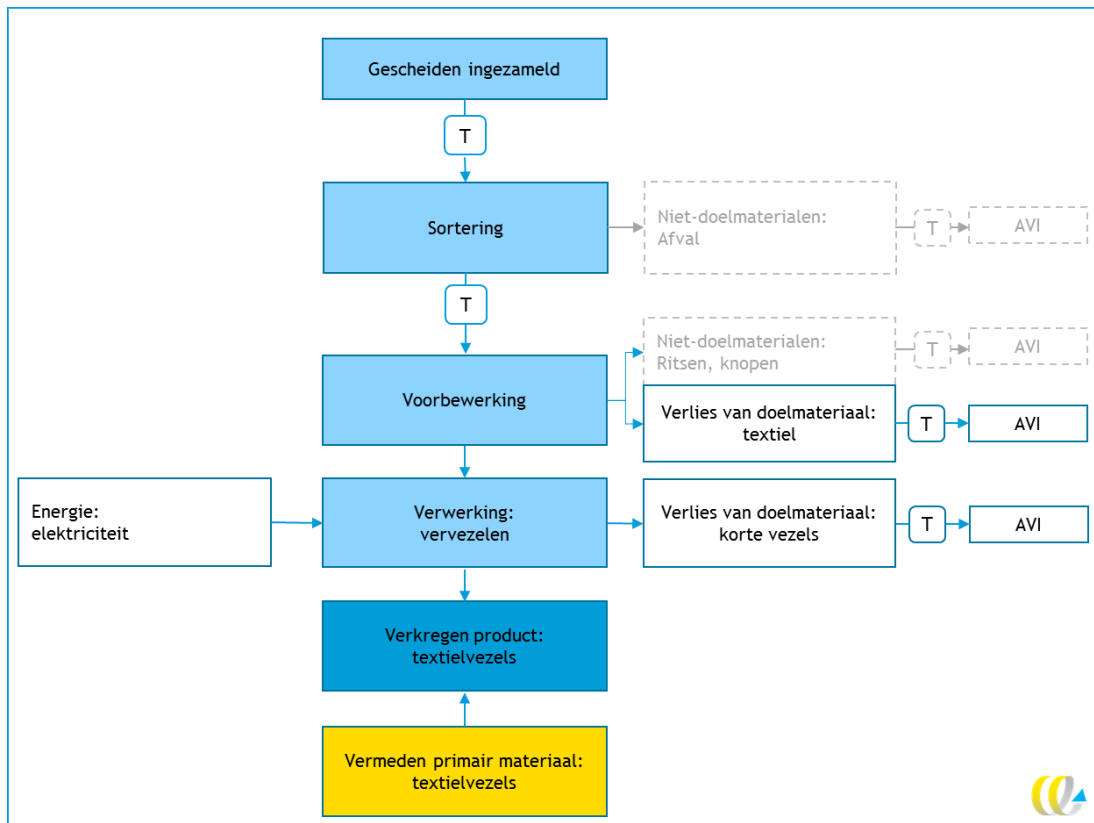 Gescheiden ingezameld
T
Sortering
Niet-doelmaterialen:
Afval
T
AVI
T
Voorbewerking
Niet-doelmaterialen:
Ritsen, knopen
T
AVI
Verlies van doelmateriaal:
textiel
T
AVI
Energie:
elektriciteit
Verwerking:
vervezelen
Verlies van doelmateriaal:
korte vezels
T
AVI
Verkregen product:
textielvezels
Vermeden primair materiaal:
textielvezels